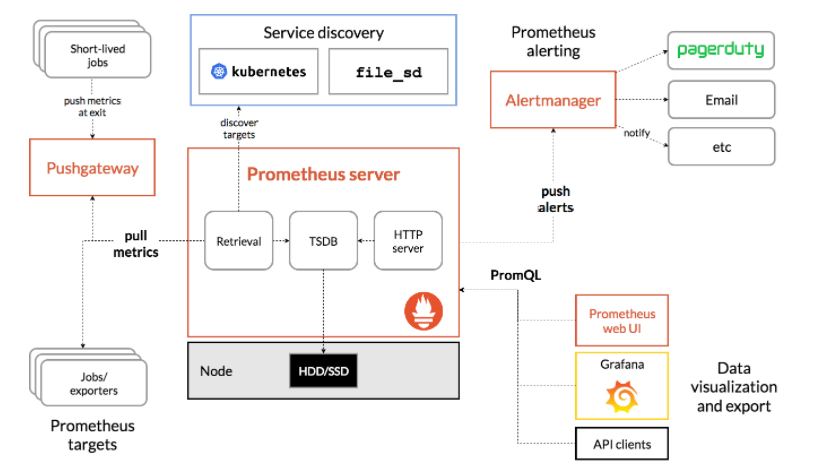 Short-lived
jobs
push metrics
at exit
Pushgateway
Service discovery
kubernetes
file_sd
discover
targets
Prometheus
alerting
Alertmanager
pagerduty
Email
etc
notify
Prometheus server
Retrieval
TSDB
HTTP
server
pull
metrics
push
alerts
PromQL
Node
HDD/SSD
Jobs/
exporters
Prometheus
targets
Prometheus
web UI
Grafana
API clients
Data
visualization
and export